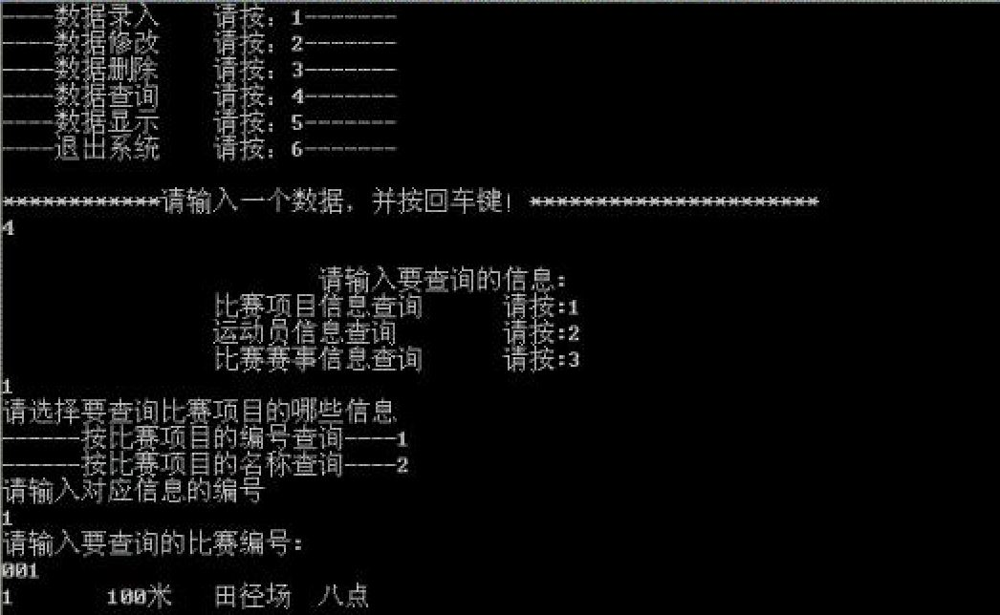 ----数据录入    请按: 1-------
----数据修改    请按: 2-------
----数据删除    请按: 3-------
----数据查询    请按: 4-------
----数据显示    请按: 5-------
----退出系统    请按: 6-------
************请输入一个数据, 并按回车键! **********************
4
请输入要查询的信息:
比赛项目信息查询      请按:1
运动员信息查询        请按:2
比赛赛事信息查询      请按:3
1
请选择要查询比赛项目的哪些信息
------按比赛项目的编号查询----1
------按比赛项目的名称查询----2
请输入对应信息的编号
1
请输入要查询的比赛编号:
001
1       100米   田径场  八点